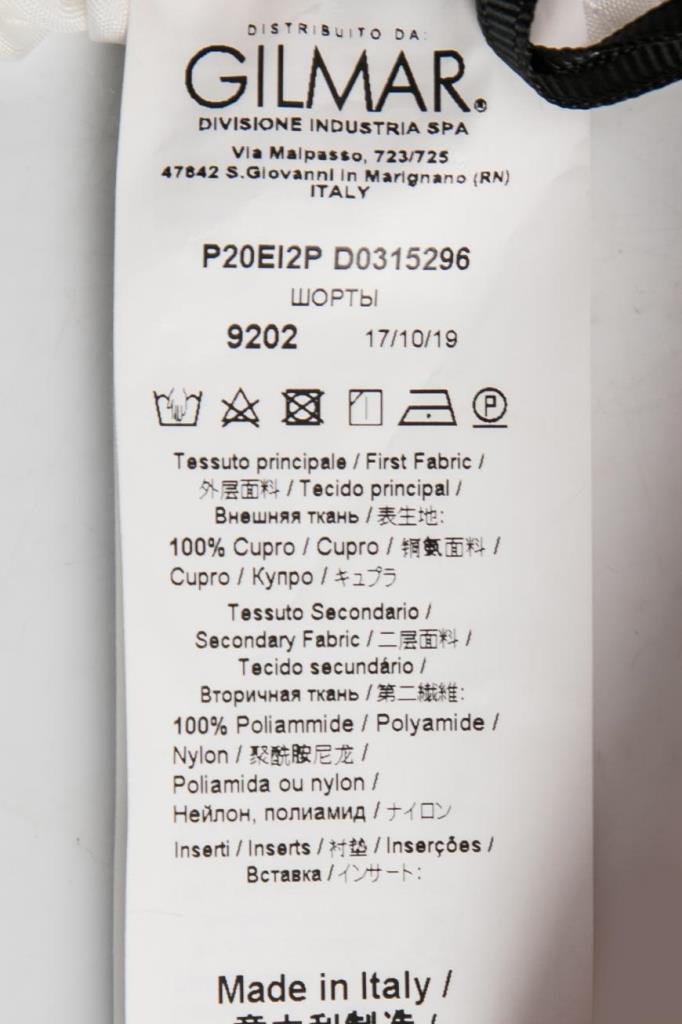 DISTRIBUITO DA:
GILMAR®
DIVISIONE INDUSTRIA SPA
Via Malpasso, 723/725
47842 S.Giovanni in Marignano (RN)
ITALY
P20EI2P D0315296
ШОРТЫ
9202 17/10/19
P
Tessuto principale / First Fabric /
外层面料 / Tecido principal /
Внешняя ткань / 表生地:
100% Cupro / Cupro / 铜氨面料 /
Cupro / Купро / キュプラ
Tessuto Secondario /
Secondary Fabric / 二层面料 /
Tecido secundário /
Вторичная ткань / 第二繊維:
100% Poliammide / Polyamide /
Nylon / 聚酰胺尼龙 /
Poliamida ou nylon /
Нейлон, полиамид / ナイロン
Inserti / Inserts / 衬垫 / Inserções /
Вставка / インサート:
Made in Italy /
意大利制造 /